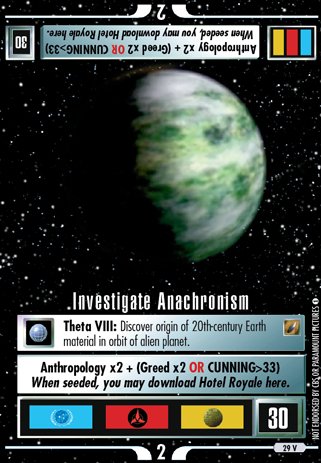 2
30
Anthropology x2 + (Greed x2 OR CUNNING>33)
When seeded, you may download Hotel Royale here.
Investigate Anachronism
Theta VIII: Discover origin of 20th-century Earth
material in orbit of alien planet.
Anthropology x2 + (Greed x2 OR CUNNING>33)
When seeded, you may download Hotel Royale here.
30
29 V
2
NOT ENDORSED BY CBS OR PARAMOUNT PICTURES